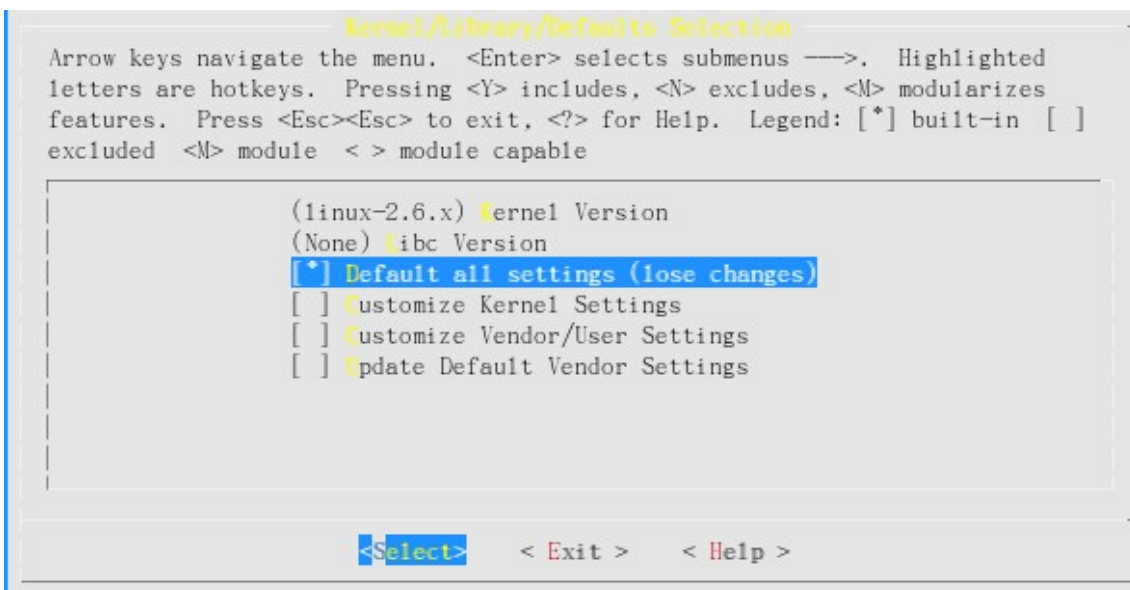 Kernel/Library/Defaults Selection
Arrow keys navigate the menu.  <Enter> selects submenus --->.  Highlighted
letters are hotkeys.  Pressing <Y> includes, <N> excludes, <M> modularizes
features.  Press <Esc><Esc> to exit, <?> for Help.  Legend: [*] built-in  [ ]
excluded  <M> module  < > module capable
(linux-2.6.x) Kernel Version
(None) Libc Version
[*] Default all settings (lose changes)
[ ] Customize Kernel Settings
[ ] Customize Vendor/User Settings
[ ] Update Default Vendor Settings
<Select>    < Exit >    < Help >